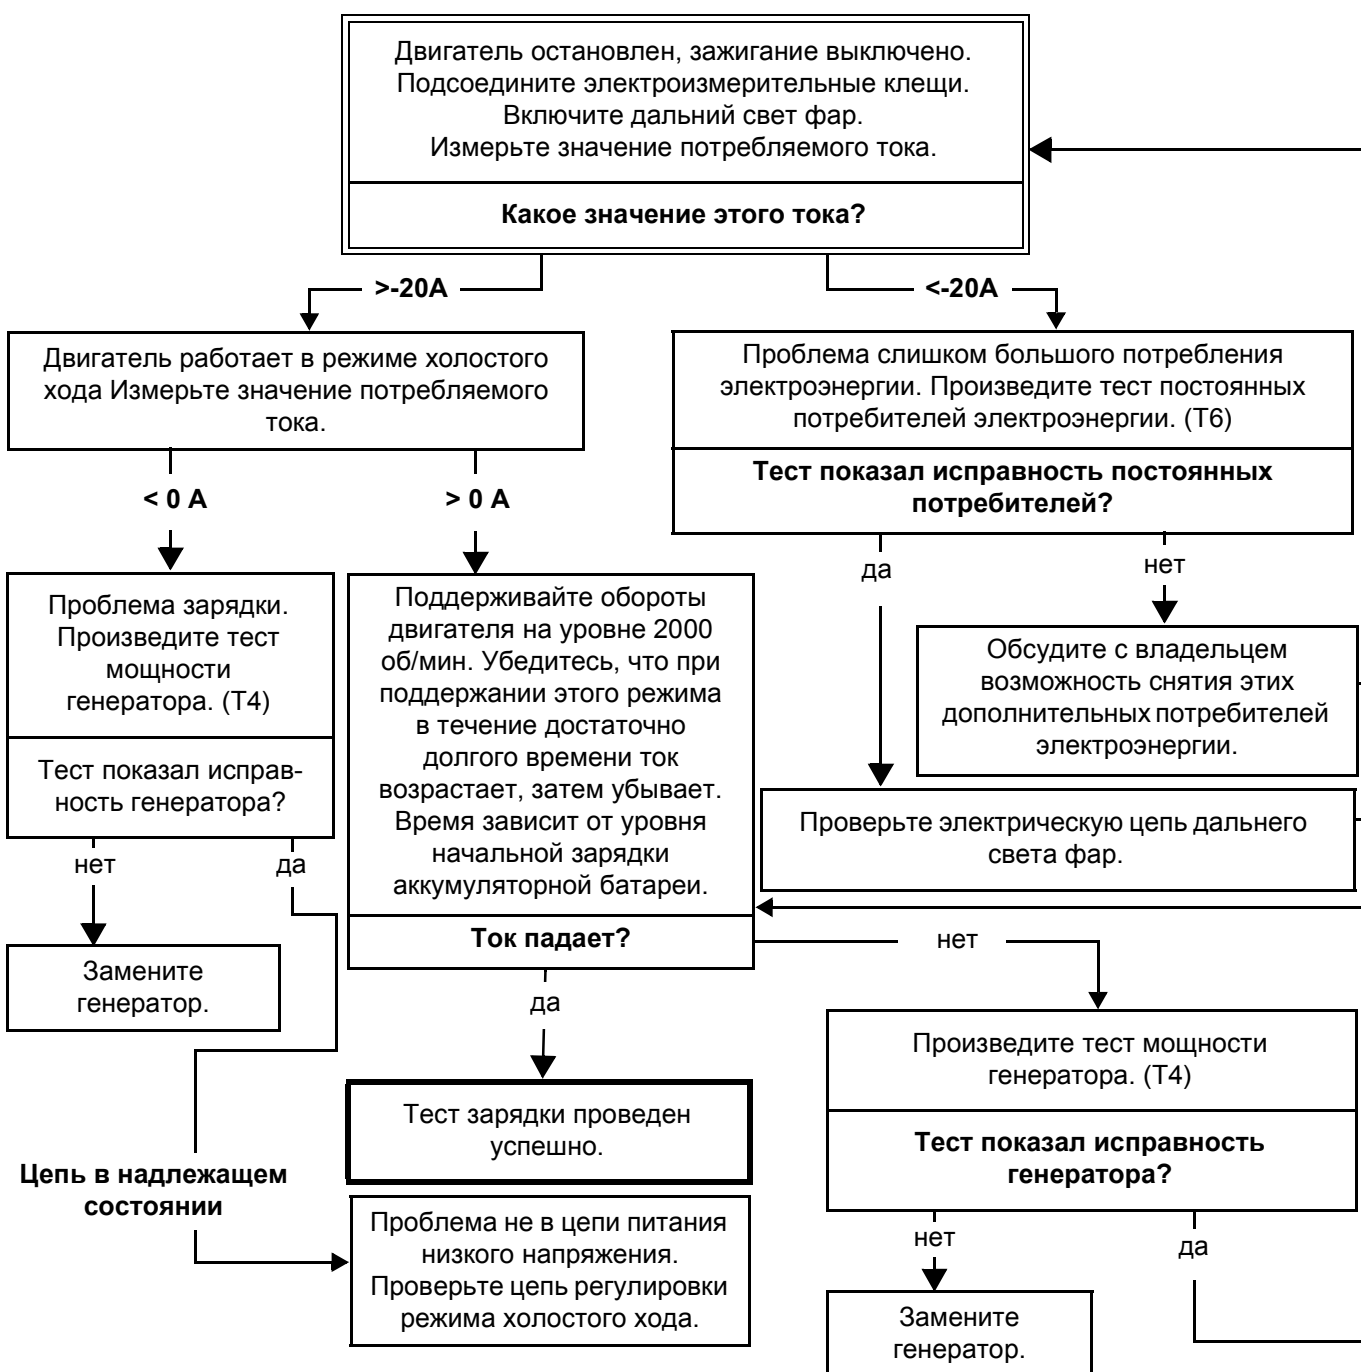 Двигатель остановлен, зажигание выключено.
Подсоедините электроизмерительные клещи.
Включите дальний свет фар.
Измерьте значение потребляемого тока.
Какое значение этого тока?
>-20А
<-20А
Двигатель работает в режиме холостого
хода Измерьте значение потребляемого
тока.
Проблема слишком большого потребления
электроэнергии. Произведите тест постоянных
потребителей электроэнергии. (Т6)
Тест показал исправность постоянных
потребителей?
< 0 А
> 0 А
да
нет
Проблема зарядки.
Произведите тест
мощности
генератора. (Т4)
Тест показал исправ-
ность генератора?
Поддерживайте обороты
двигателя на уровне 2000
об/мин. Убедитесь, что при
поддержании этого режима
в течение достаточно
долгого времени ток
возрастает, затем убывает.
Время зависит от уровня
начальной зарядки
аккумуляторной батареи.
Ток падает?
Обсудите с владельцем
возможность снятия этих
дополнительных потребителей
электроэнергии.
Проверьте электрическую цепь дальнего
света фар.
нет
да
нет
Замените
генератор.
да
Произведите тест мощности
генератора. (Т4)
Тест показал исправность
генератора?
Тест зарядки проведен
успешно.
Цепь в надлежащем
состоянии
Проблема не в цепи питания
низкого напряжения.
Проверьте цепь регулировки
режима холостого хода.
нет
да
Замените
генератор.